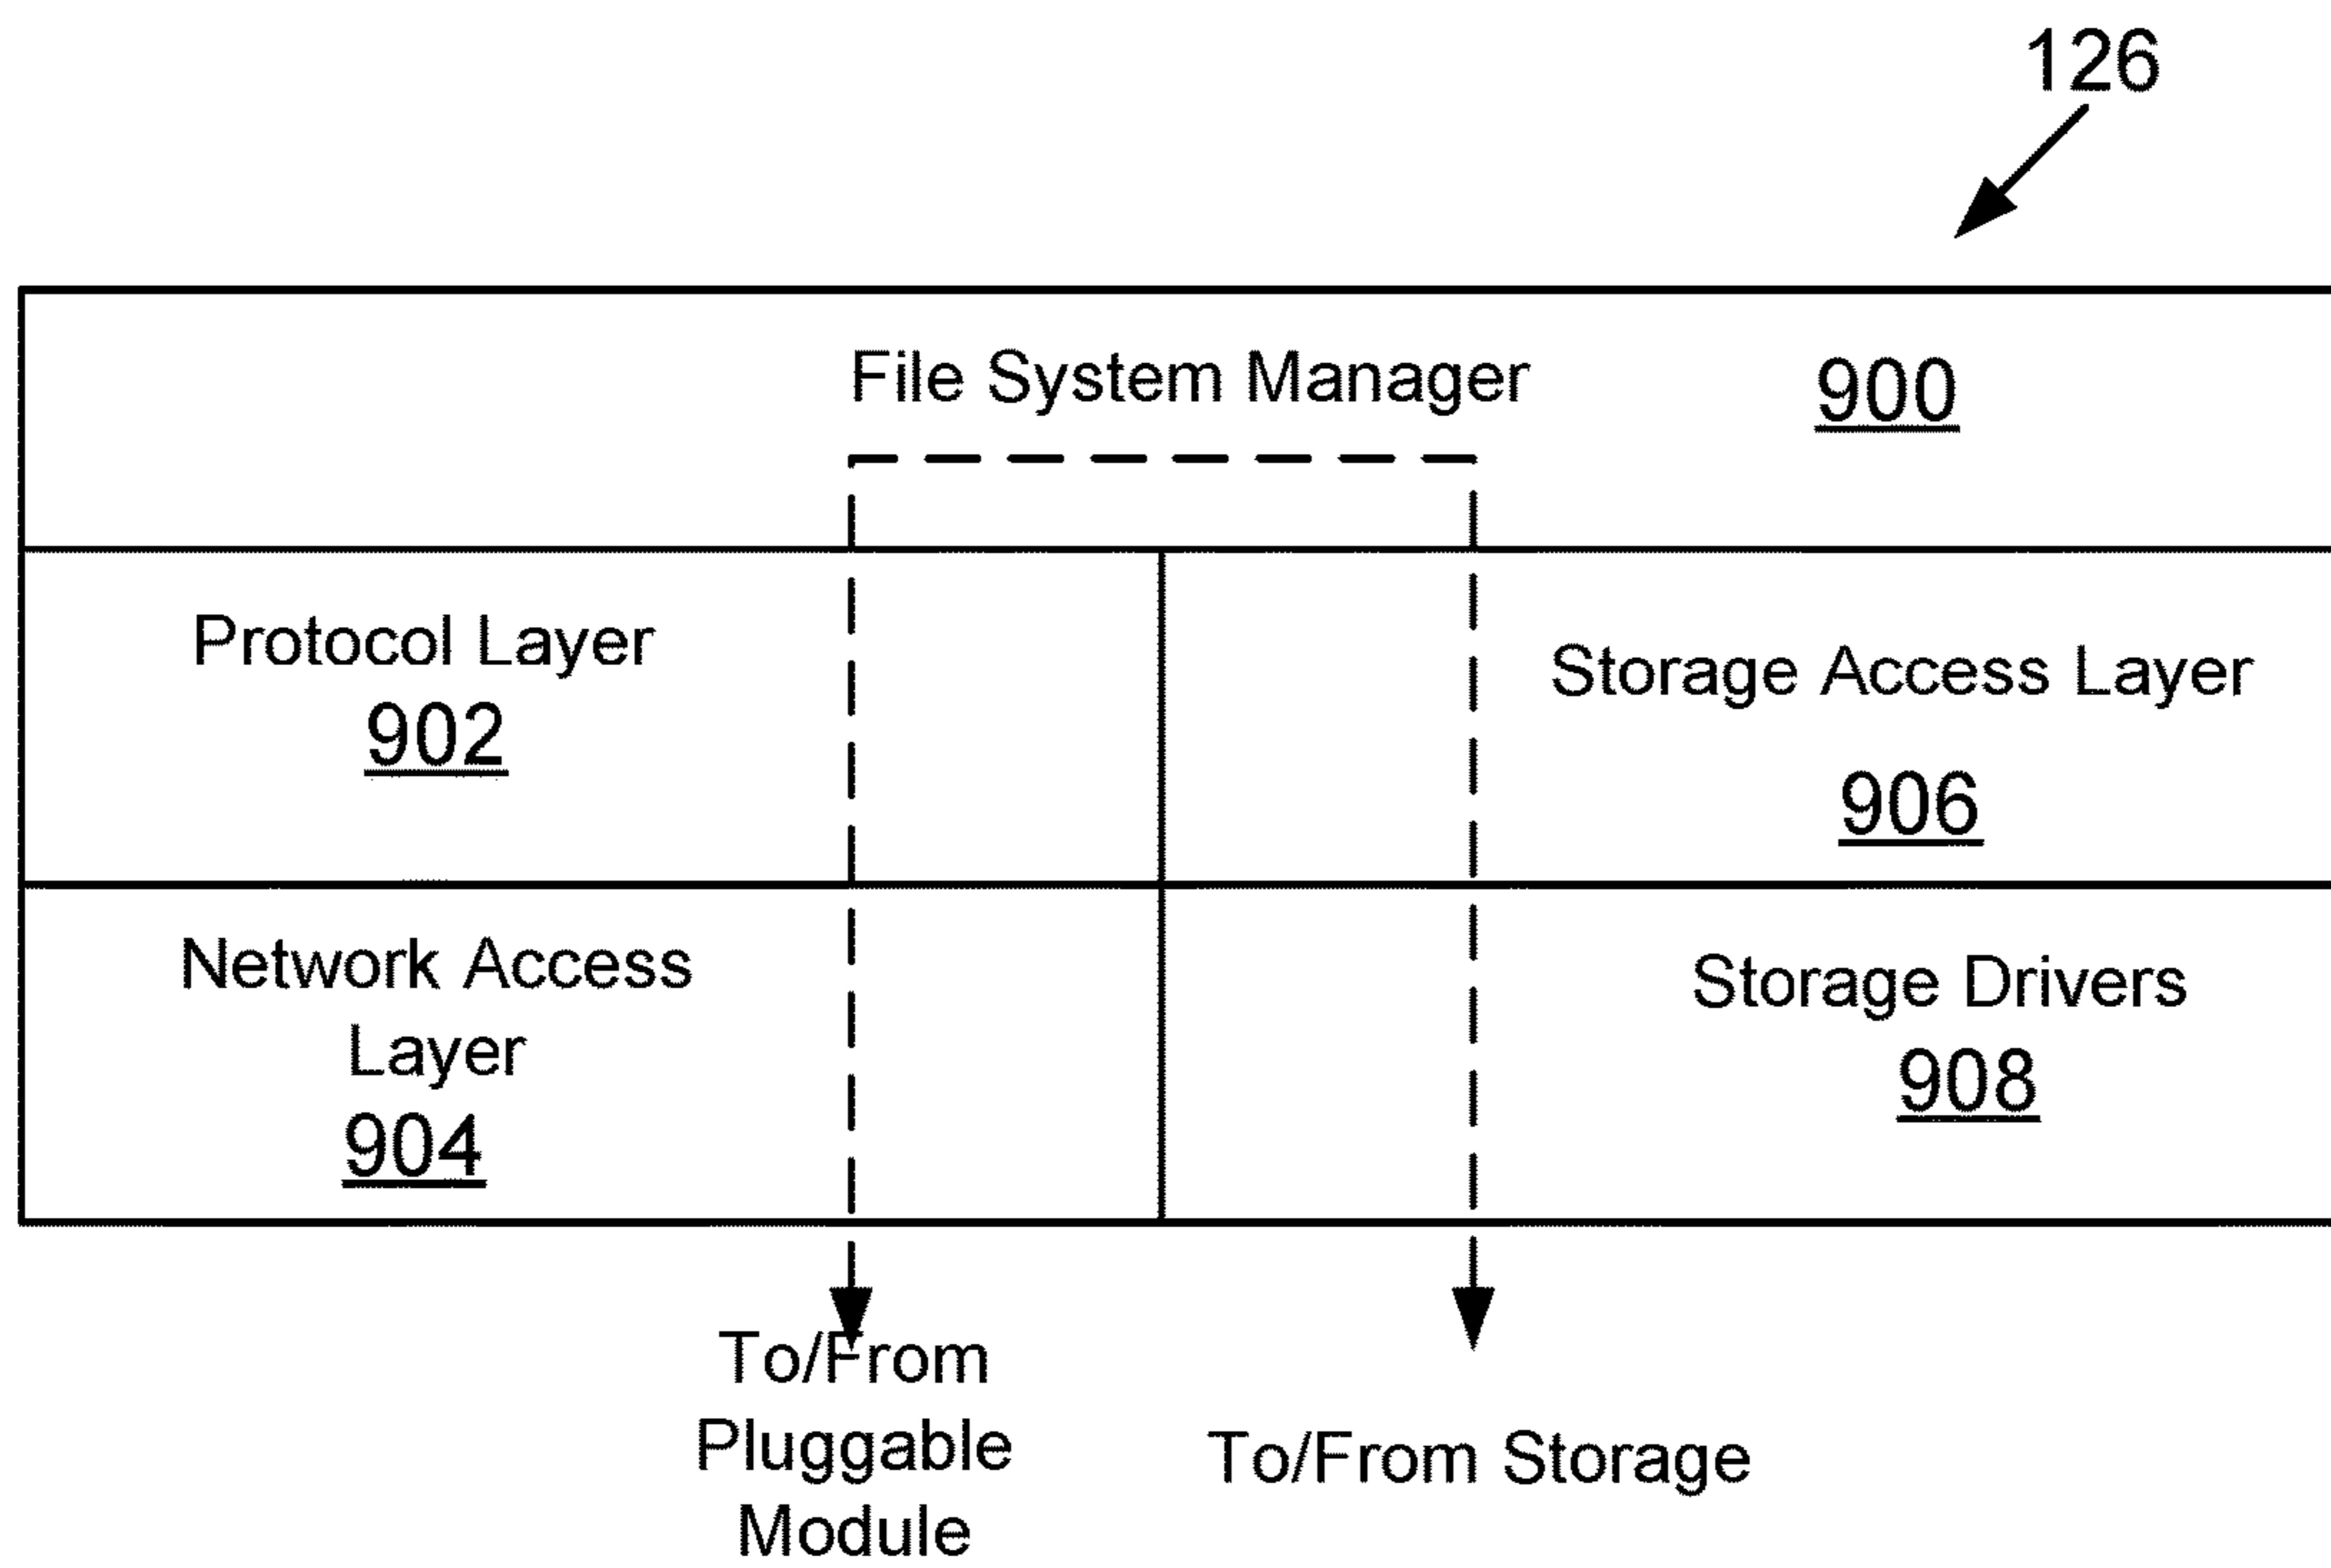 126
File System Manager
900
Protocol Layer
902
Storage Access Layer
906
Network Access
Layer
904
Storage Drivers
908
To/From
Pluggable
Module
To/From Storage